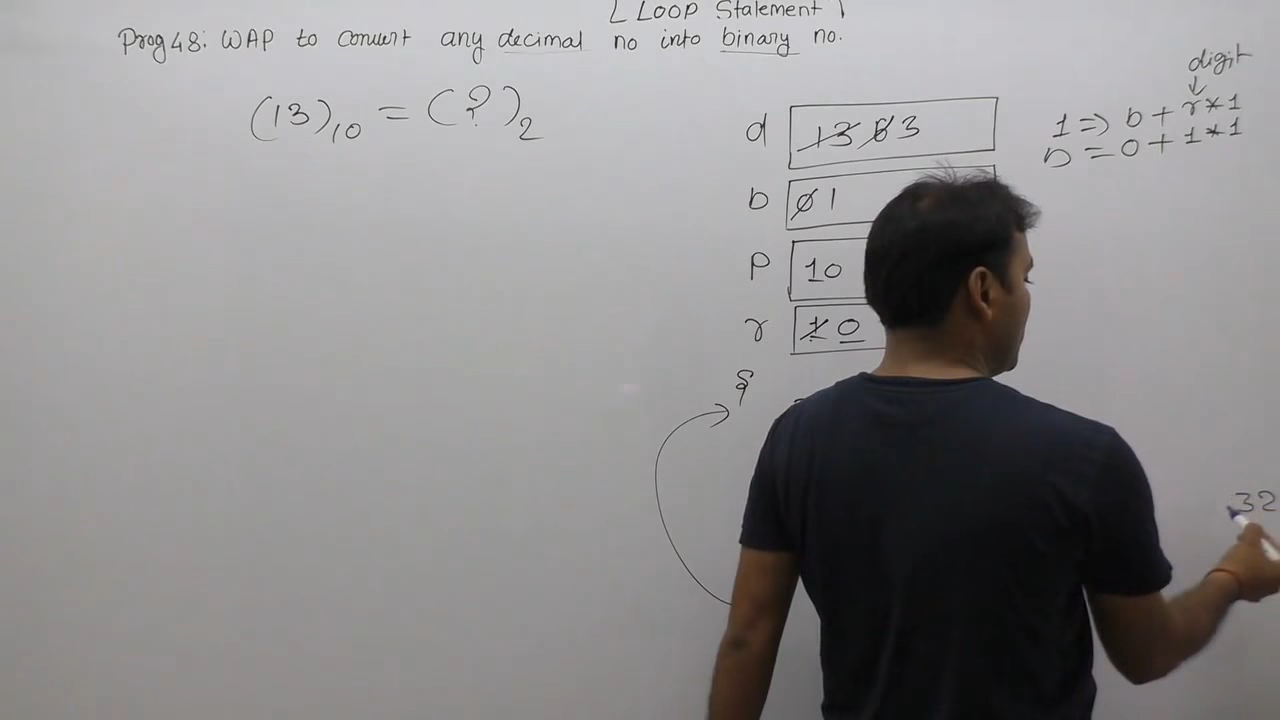 [ LOOP Statement ]
Prog 48: WAP to convert any decimal no into binary no.
(13)10 = (?)2
digit
d 13 6 3
1 => b + r*1
b = 0 + 1*1
b 0 1
P 10
r 1 0
{
32